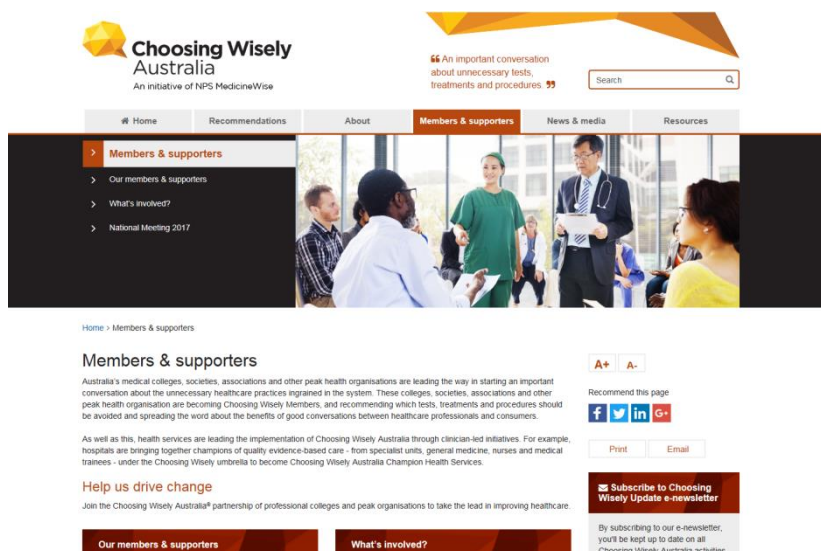 Choosing Wisely
Australia
An initiative of NPS MedicineWise
❝ An important conversation
about unnecessary tests,
treatments and procedures. ❞
Search
Home
Recommendations
About
Members & supporters
News & media
Resources
Members & supporters
Our members & supporters
What's involved?
National Meeting 2017
Home > Members & supporters
Members & supporters
Australia's medical colleges, societies, associations and other peak health organisations are leading the way in starting an important
conversation about the unnecessary healthcare practices ingrained in the system. These colleges, societies, associations and other
peak health organisation are becoming Choosing Wisely Members, and recommending which tests, treatments and procedures should
be avoided and spreading the word about the benefits of good conversations between healthcare professionals and consumers.
As well as this, health services are leading the implementation of Choosing Wisely Australia through clinician-led initiatives. For example,
hospitals are bringing together champions of quality evidence-based care - from specialist units, general medicine, nurses and medical
trainees - under the Choosing Wisely umbrella to become Choosing Wisely Australia Champion Health Services.
Help us drive change
Join the Choosing Wisely Australia® partnership of professional colleges and peak organisations to take the lead in improving healthcare.
Our members & supporters
What's involved?
A+ A-
Recommend this page
f in G+
Print
Email
Subscribe to Choosing
Wisely Update e-newsletter
By subscribing to our e-newsletter,
you'll be kept up to date on all
Choosing Wisely Australia activities